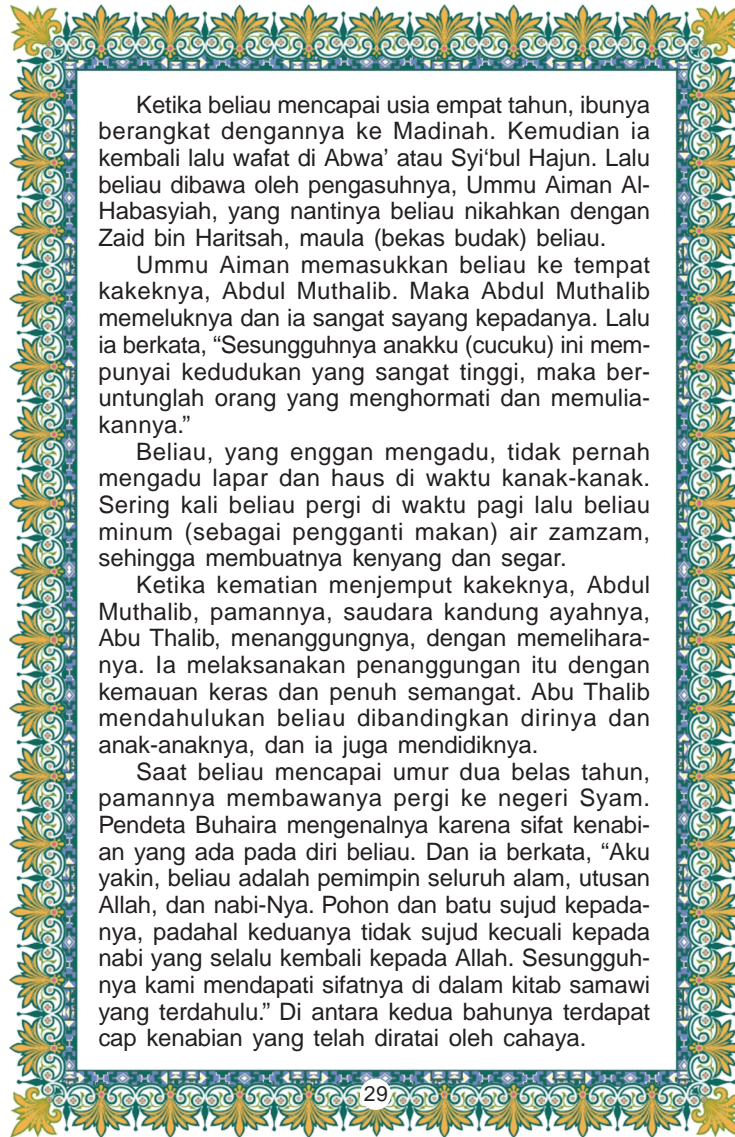 Ketika beliau mencapai usia empat tahun, ibunya
berangkat dengannya ke Madinah. Kemudian ia
kembali lalu wafat di Abwa’ atau Syi‘bul Hajun. Lalu
beliau dibawa oleh pengasuhnya, Ummu Aiman Al-
Habasyiah, yang nantinya beliau nikahkan dengan
Zaid bin Haritsah, maula (bekas budak) beliau.
Ummu Aiman memasukkan beliau ke tempat
kakeknya, Abdul Muthalib. Maka Abdul Muthalib
memeluknya dan ia sangat sayang kepadanya. Lalu
ia berkata, “Sesungguhnya anakku (cucuku) ini mem-
punyai kedudukan yang sangat tinggi, maka ber-
untunglah orang yang menghormati dan memulia-
kannya.”
Beliau, yang enggan mengadu, tidak pernah
mengadu lapar dan haus di waktu kanak-kanak.
Sering kali beliau pergi di waktu pagi lalu beliau
minum (sebagai pengganti makan) air zamzam,
sehingga membuatnya kenyang dan segar.
Ketika kematian menjemput kakeknya, Abdul
Muthalib, pamannya, saudara kandung ayahnya,
Abu Thalib, menanggungnya, dengan memelihara-
nya. Ia melaksanakan penanggungan itu dengan
kemauan keras dan penuh semangat. Abu Thalib
mendahulukan beliau dibandingkan dirinya dan
anak-anaknya, dan ia juga mendidiknya.
Saat beliau mencapai umur dua belas tahun,
pamannya membawanya pergi ke negeri Syam.
Pendeta Buhaira mengenalnya karena sifat kenabi-
an yang ada pada diri beliau. Dan ia berkata, “Aku
yakin, beliau adalah pemimpin seluruh alam, utusan
Allah, dan nabi-Nya. Pohon dan batu sujud kepada-
nya, padahal keduanya tidak sujud kecuali kepada
nabi yang selalu kembali kepada Allah. Sesungguh-
nya kami mendapati sifatnya di dalam kitab samawi
yang terdahulu.” Di antara kedua bahunya terdapat
cap kenabian yang telah diratai oleh cahaya.
29